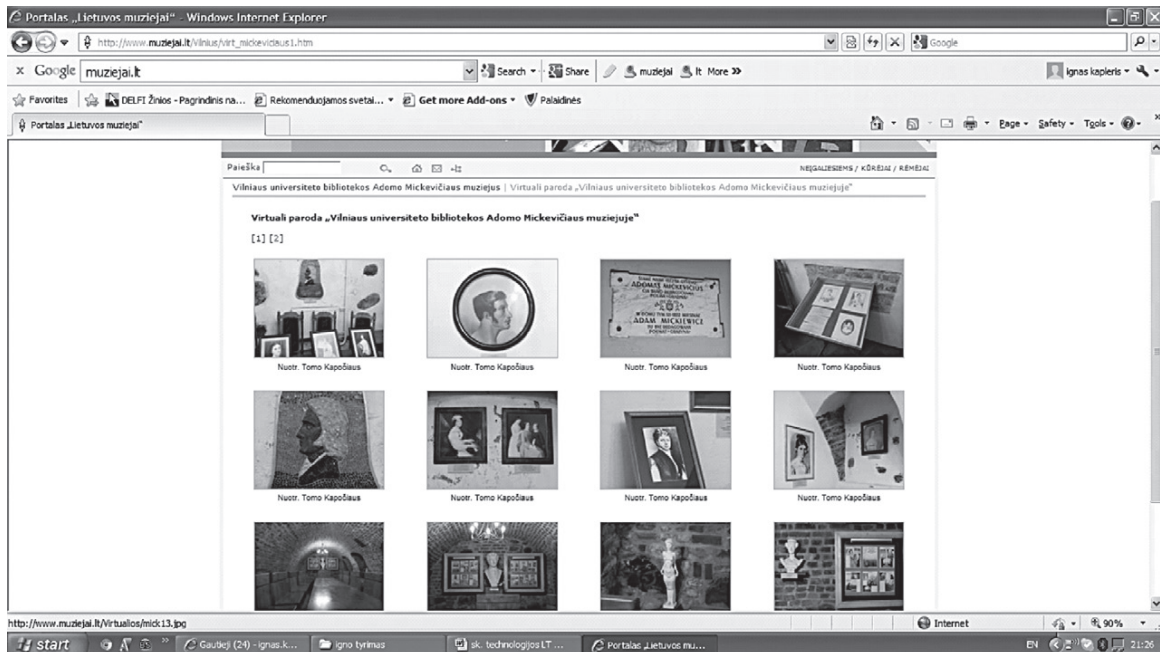 Portalas „Lietuvos muziejai“ - Windows Internet Explorer
http://www.muziejai.lt/Vilnius/virt_mickeviciaus1.htm
Google
x Google muziejai.lt Search Share muziejai lt More » Ignas kapleris
Favorites DELFI Žinios - Pagrindinis na... Rekomenduojamos svetai... Get more Add-ons Palaidinės
Portalas „Lietuvos muziejai“ Page Safety Tools
Paieška NEĮGALIESIEMS / KŪRĖJAI / RĖMĖJAI
Vilniaus universiteto bibliotekos Adomo Mickevičiaus muziejus | Virtuali paroda „Vilniaus universiteto bibliotekos Adomo Mickevičiaus muziejuje“
Virtuali paroda „Vilniaus universiteto bibliotekos Adomo Mickevičiaus muziejuje“
[1] [2]
ADOMAS MICKEVIČIUS
ADAM MICKIEWICZ
Nuotr. Tomo Kapočiaus Nuotr. Tomo Kapočiaus Nuotr. Tomo Kapočiaus Nuotr. Tomo Kapočiaus
Nuotr. Tomo Kapočiaus Nuotr. Tomo Kapočiaus Nuotr. Tomo Kapočiaus Nuotr. Tomo Kapočiaus
http://www.muziejai.lt/Virtualios/mick13.jpg Internet 90%
start Gautieji (24) - ignas.k... igno tyrimas sk. technologijos LT ... Portalas „Lietuvos mu... EN 21:26